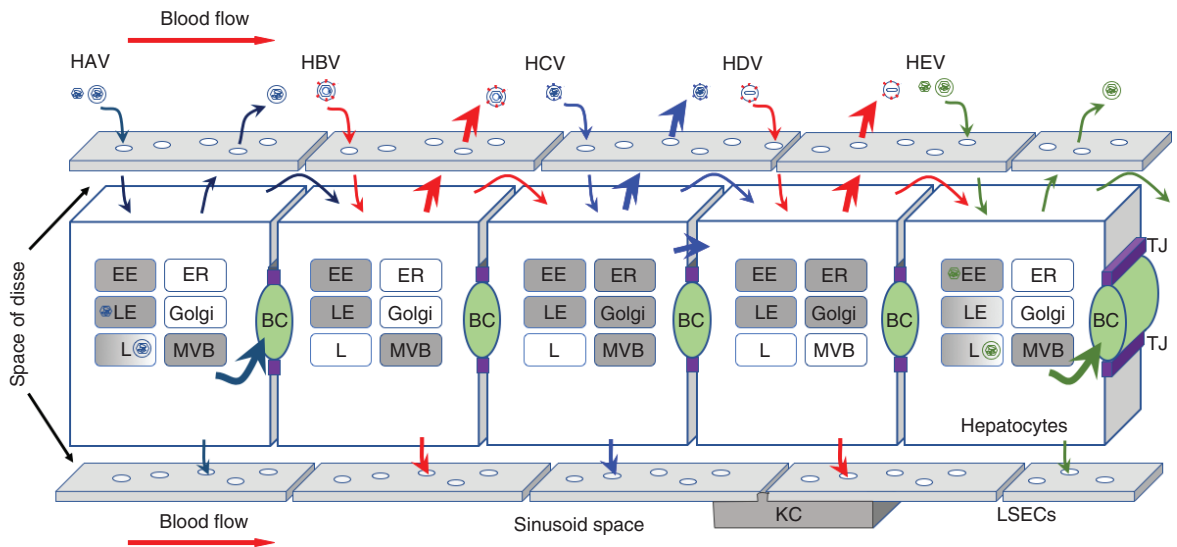 Blood flow
HAV
HBV
HCV
HDV
HEV
Space of disse
EE
ER
LE
Golgi
L
MVB
BC
EE
ER
LE
Golgi
L
MVB
BC
EE
ER
LE
Golgi
L
MVB
BC
EE
ER
LE
Golgi
L
MVB
BC
EE
ER
LE
Golgi
L
MVB
BC
TJ
TJ
Hepatocytes
Blood flow
Sinusoid space
KC
LSECs